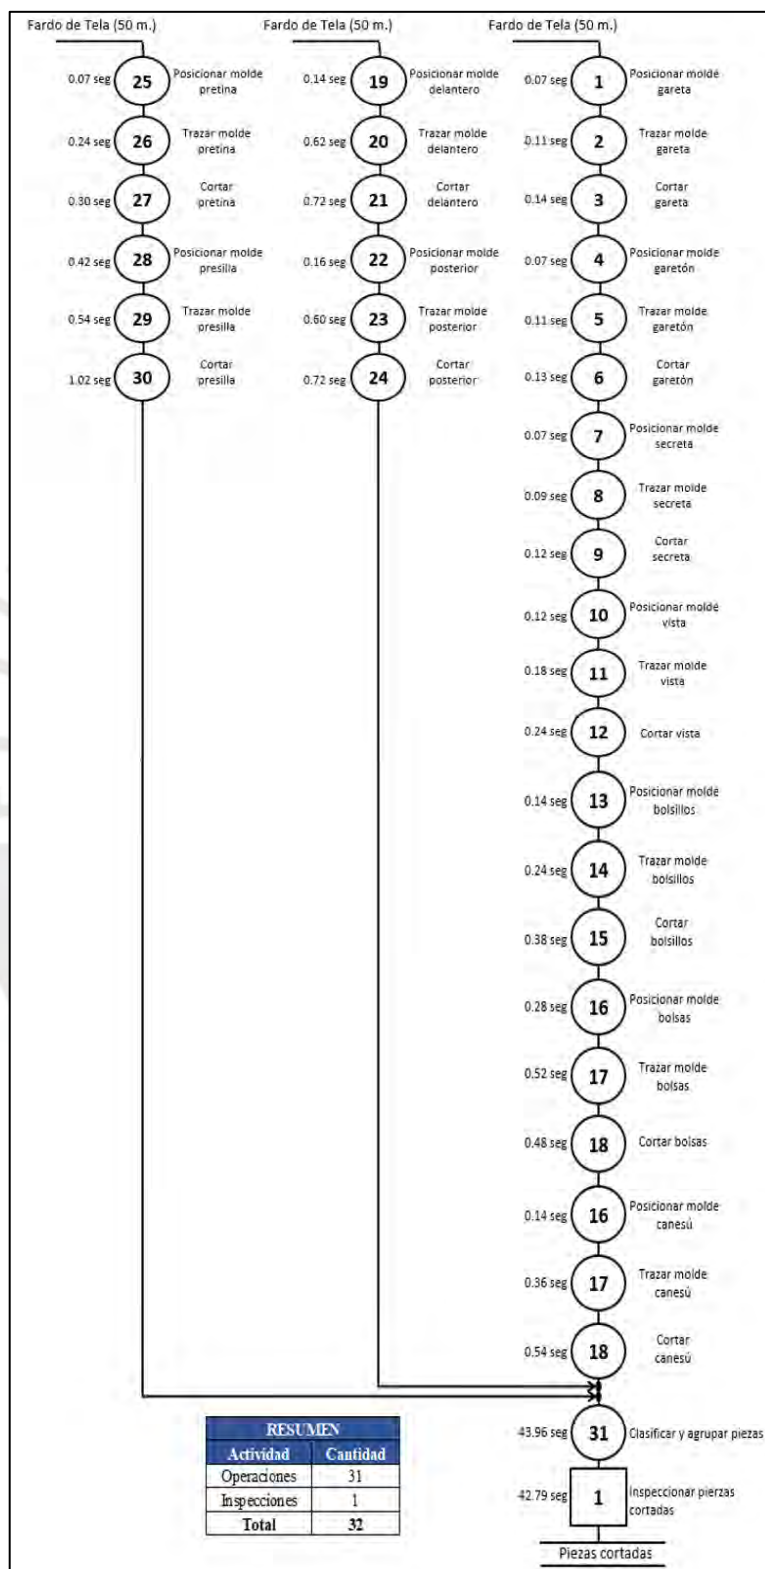 Fardo de Tela (50 m.)
0.07 seg 25 Posicionar molde
pretina
0.24 seg 26 Trazar molde
pretina
0.30 seg 27 Cortar
pretina
0.42 seg 28 Posicionar molde
presilla
0.54 seg 29 Trazar molde
presilla
1.02 seg 30 Cortar
presilla
Fardo de Tela (50 m.)
0.14 seg 19 Posicionar molde
delantero
0.62 seg 20 Trazar molde
delantero
0.72 seg 21 Cortar
delantero
0.16 seg 22 Posicionar molde
posterior
0.60 seg 23 Trazar molde
posterior
0.72 seg 24 Cortar
posterior
Fardo de Tela (50 m.)
0.07 seg 1 Posicionar molde
gareta
0.11 seg 2 Trazar molde
gareta
0.14 seg 3 Cortar
gareta
0.07 seg 4 Posicionar molde
garetón
0.11 seg 5 Trazar molde
garetón
0.13 seg 6 Cortar
garetón
0.07 seg 7 Posicionar molde
secreta
0.09 seg 8 Trazar molde
secreta
0.12 seg 9 Cortar
secreta
0.12 seg 10 Posicionar molde
vista
0.18 seg 11 Trazar molde
vista
0.24 seg 12 Cortar vista
0.14 seg 13 Posicionar molde
bolsillos
0.24 seg 14 Trazar molde
bolsillos
0.38 seg 15 Cortar
bolsillos
0.28 seg 16 Posicionar molde
bolsas
0.52 seg 17 Trazar molde
bolsas
0.48 seg 18 Cortar bolsas
0.14 seg 16 Posicionar molde
canesú
0.36 seg 17 Trazar molde
canesú
0.54 seg 18 Cortar
canesú
43.96 seg 31 Clasificar y agrupar piezas
42.79 seg 1 Inspeccionar pierzas
cortadas
Piezas cortadas
RESUMEN
Actividad Cantidad
Operaciones 31
Inspecciones 1
Total 32